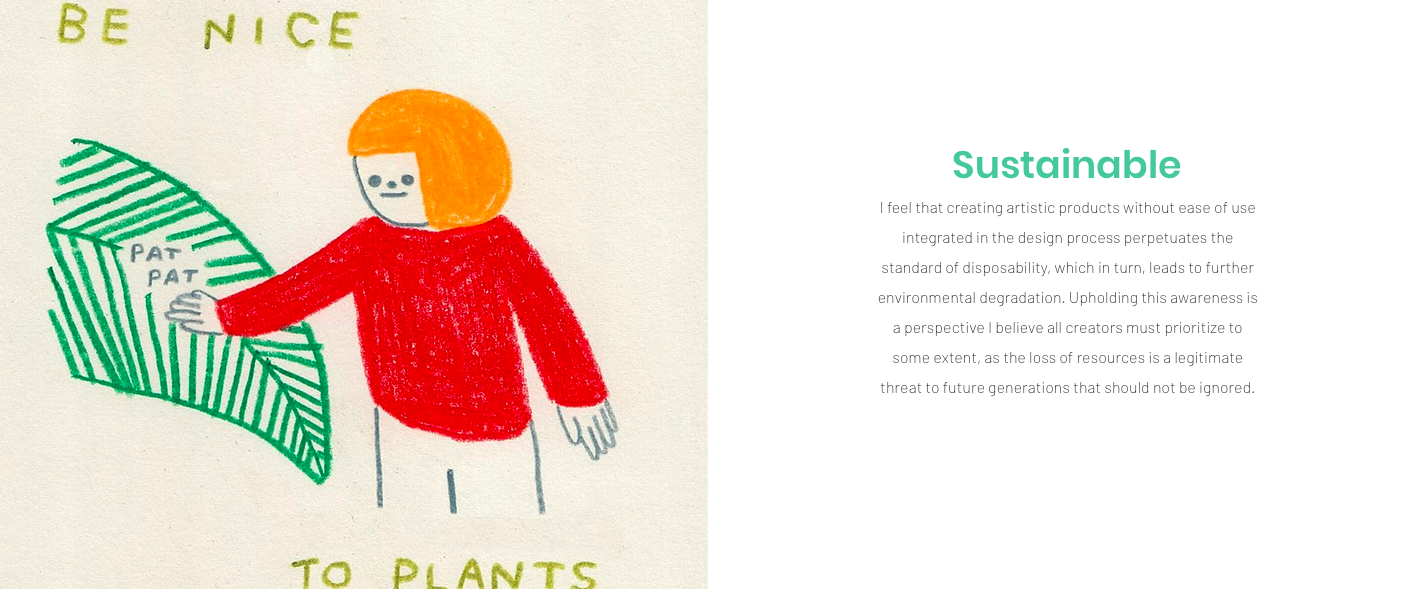 BE NICE
PAT
PAT
TO PLANTS
Sustainable
I feel that creating artistic products without ease of use
integrated in the design process perpetuates the
standard of disposability, which in turn, leads to further
environmental degradation. Upholding this awareness is
a perspective I believe all creators must prioritize to
some extent, as the loss of resources is a legitimate
threat to future generations that should not be ignored.